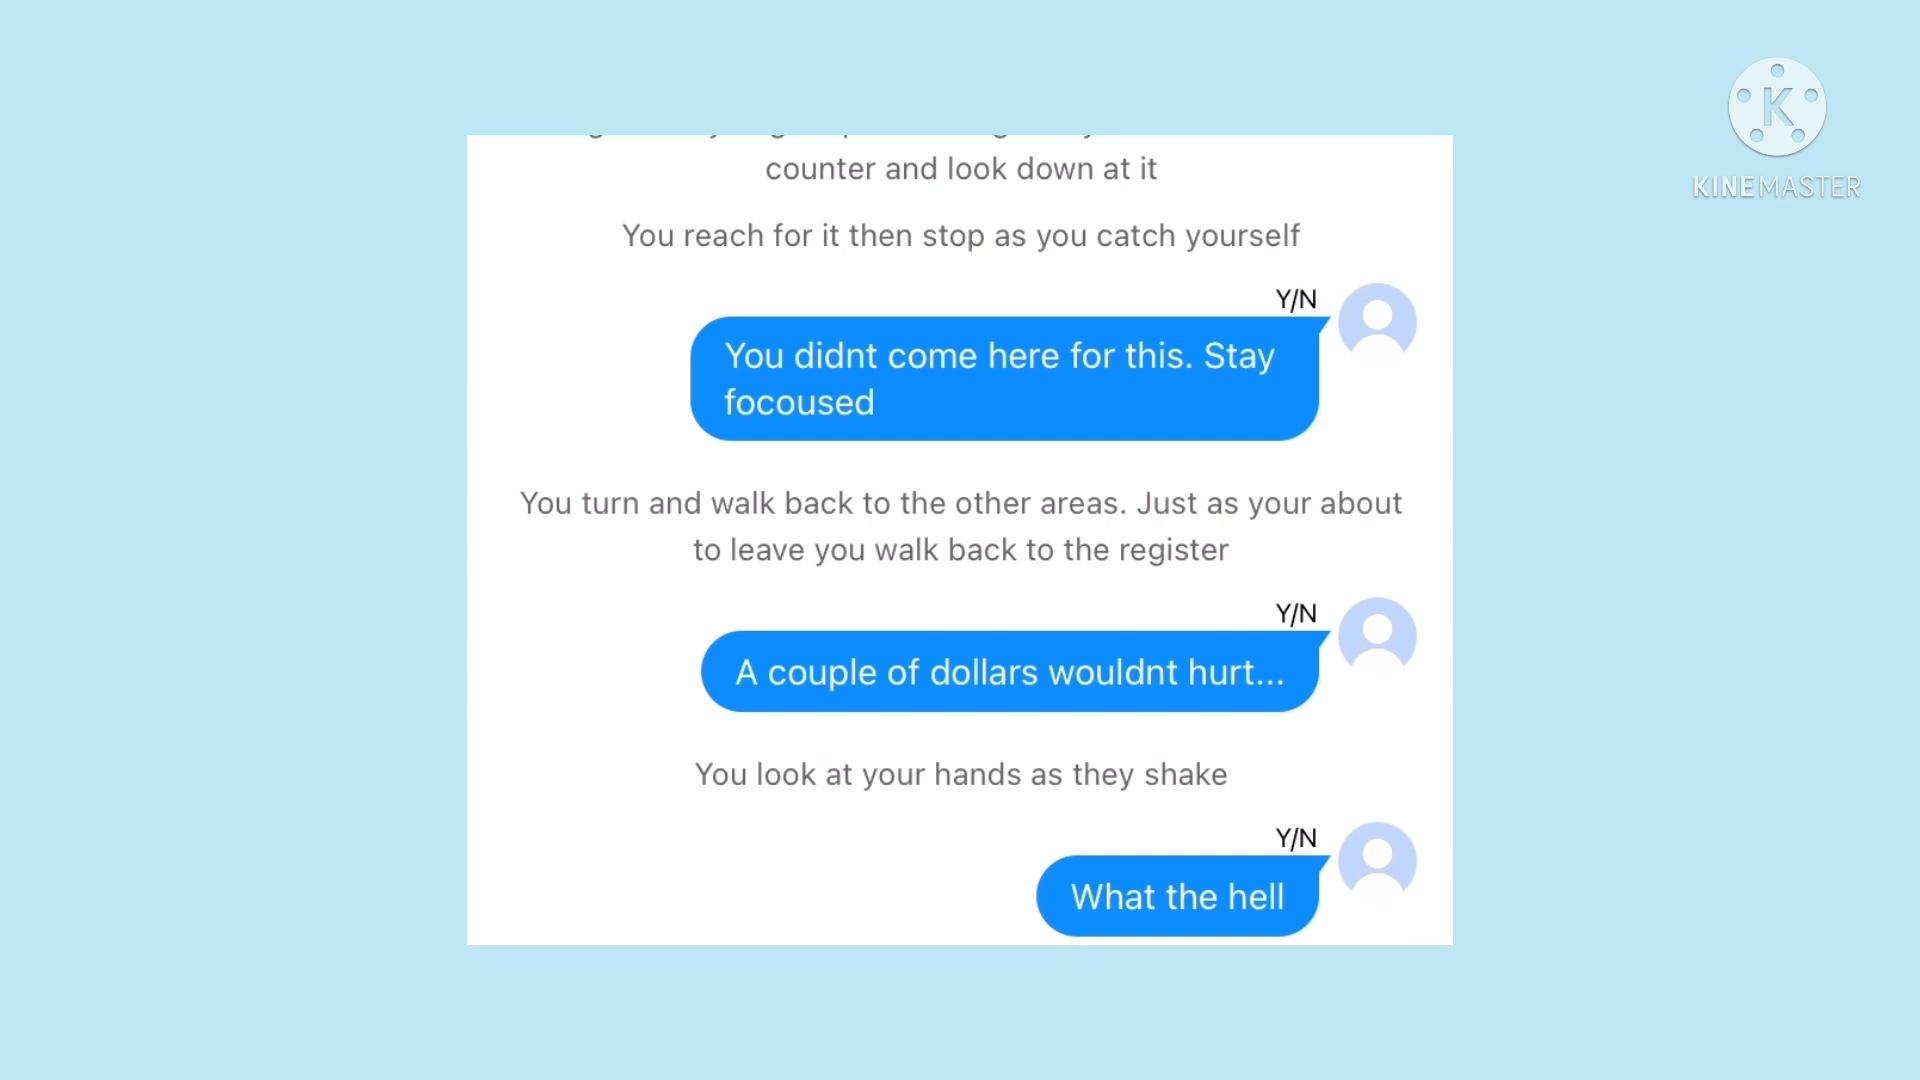 counter and look down at it
You reach for it then stop as you catch yourself
Y/N
You didnt come here for this. Stay
focoused
You turn and walk back to the other areas. Just as your about
to leave you walk back to the register
Y/N
A couple of dollars wouldnt hurt...
You look at your hands as they shake
Y/N
What the hell
K
KINEMASTER